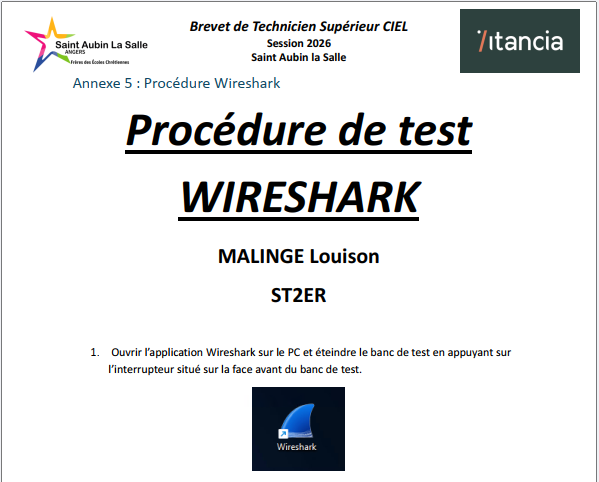 Saint Aubin La Salle
ANGERS
Frères des Écoles Chrétiennes
Brevet de Technicien Supérieur CIEL
Session 2026
Saint Aubin la Salle
itancia
Annexe 5 : Procédure Wireshark
Procédure de test
WIRESHARK
MALINGE Louison
ST2ER
1. Ouvrir l’application Wireshark sur le PC et éteindre le banc de test en appuyant sur
l’interrupteur situé sur la face avant du banc de test.
Wireshark